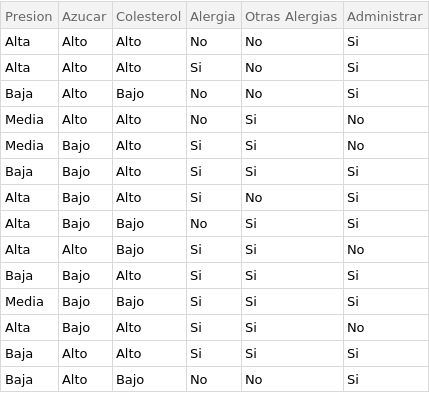 Presion Azucar Colesterol Alergia Otras Alergias Administrar
Alta Alto Alto No No Si
Alta Alto Alto Si No Si
Baja Alto Bajo No No Si
Media Alto Alto No Si No
Media Bajo Alto Si Si No
Baja Bajo Alto Si Si Si
Alta Bajo Alto Si No Si
Alta Bajo Bajo No Si Si
Alta Alto Bajo Si Si No
Baja Bajo Alto Si Si Si
Media Bajo Bajo Si Si Si
Alta Bajo Alto Si Si No
Baja Alto Alto Si Si Si
Baja Alto Bajo No No Si